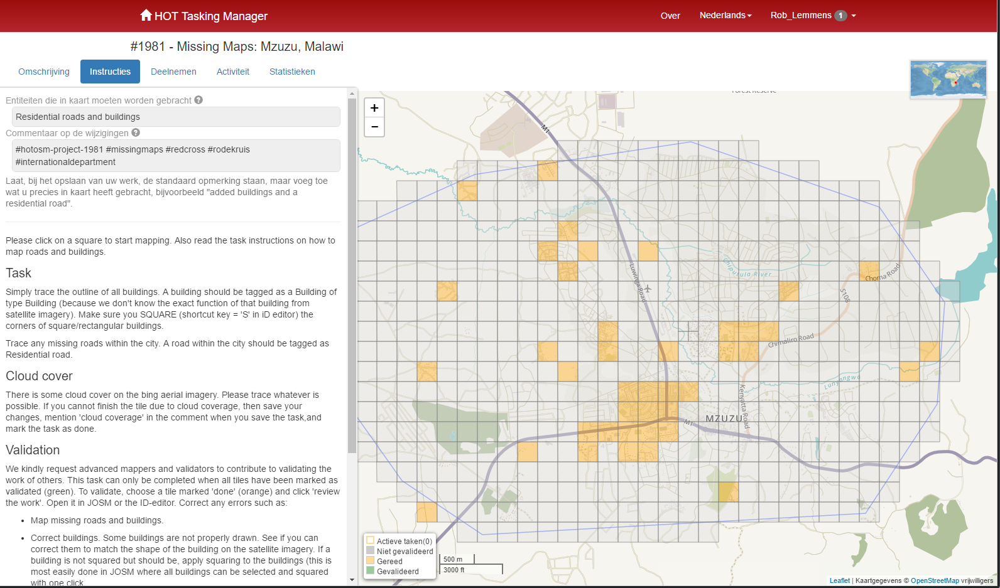 HOT Tasking Manager
Over
Nederlands
Rob_Lemmens 1
#1981 - Missing Maps: Mzuzu, Malawi
Omschrijving
Instructies
Deelnemen
Activiteit
Statistieken
Entiteiten die in kaart moeten worden gebracht ?
Residential roads and buildings
Commentaar op de wijzigingen ?
#hotosm-project-1981 #missingmaps #redcross #rodekruis
#internationaldepartment
Laat, bij het opslaan van uw werk, de standaard opmerking staan, maar voeg toe
wat u precies in kaart heeft gebracht, bijvoorbeeld "added buildings and a
residential road".
Please click on a square to start mapping. Also read the task instructions on how to
map roads and buildings.
Task
Simply trace the outline of all buildings. A building should be tagged as a Building of
type Building (because we don't know the exact function of that building from
satellite imagery). Make sure you SQUARE (shortcut key = 'S' in iD editor) the
corners of square/rectangular buildings.
Trace any missing roads within the city. A road within the city should be tagged as
Residential road.
Cloud cover
There is some cloud cover on the bing aerial imagery. Please trace whatever is
possible. If you cannot finish the tile due to cloud coverage, then save your
changes, mention 'cloud coverage' in the comment when you save the task,and
mark the task as done.
Validation
We kindly request advanced mappers and validators to contribute to validating the
work of others. This task can only be completed when all tiles have been marked as
validated (green). To validate, choose a tile marked 'done' (orange) and click 'review
the work'. Open it in JOSM or the ID-editor. Correct any errors such as:
• Map missing roads and buildings.
• Correct buildings. Some buildings are not properly drawn. See if you can
correct them to match the shape of the building on the satellite imagery. If a
building is not squared but should be, apply squaring to the buildings (this is
most easily done in JOSM where all buildings can be selected and squared
with one click
+
−
Forest Reserve
M1
Luwinga Road
Chiputula River
Choma Road
S108
Chimaliro Road
Lunyangwa
Kenyatta Road
MZUZU
M1
Actieve taken(0)
Niet gevalideerd
Gereed
Gevalideerd
500 m
3000 ft
Leaflet | Kaartgegevens © OpenStreetMap vrijwilligers